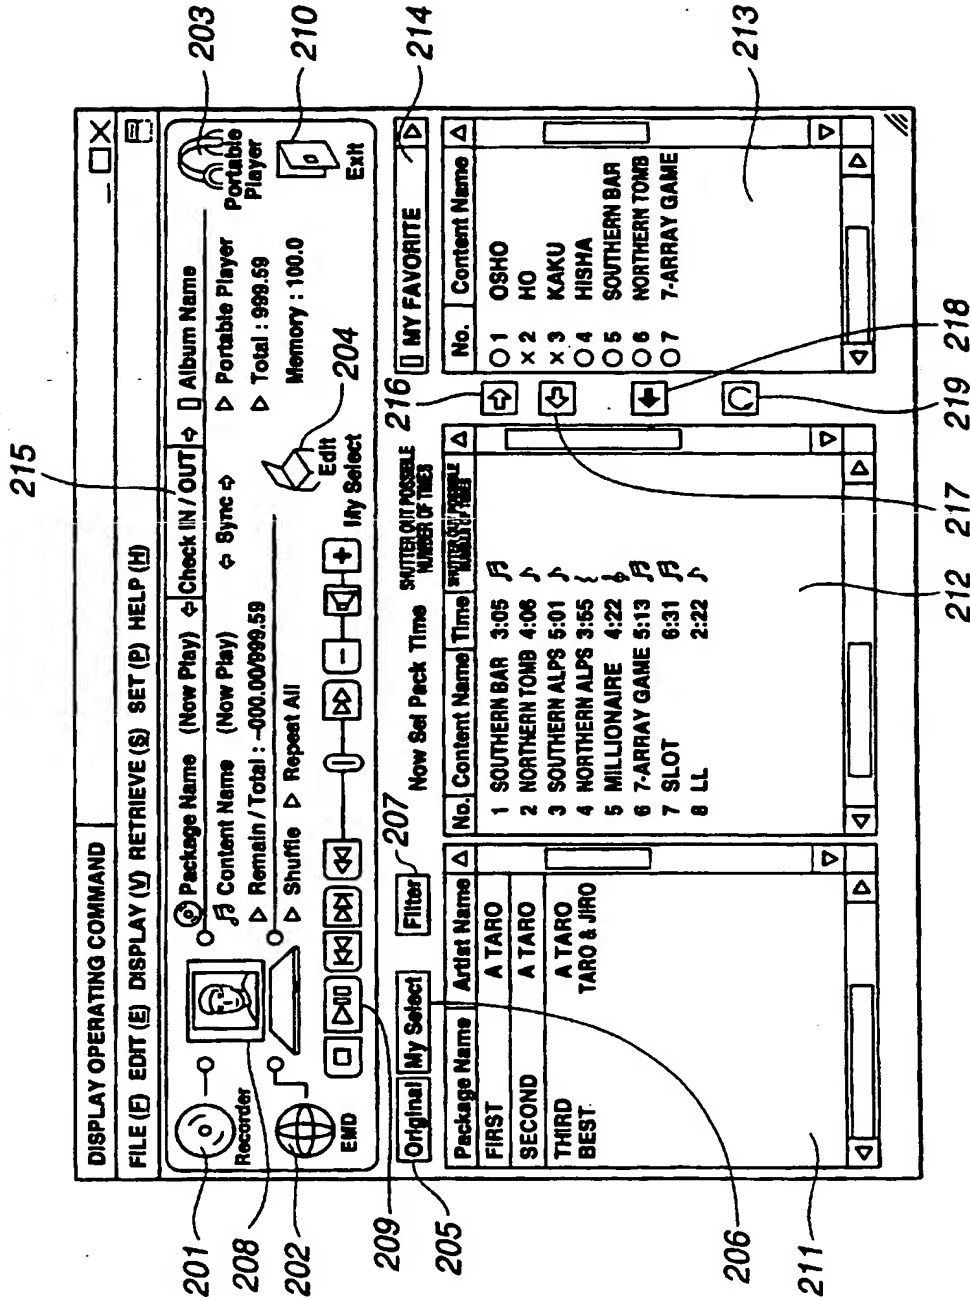 215
DISPLAY OPERATING COMMAND
FILE (F) EDIT (E) DISPLAY (V) RETRIEVE (S) SET (P) HELP (H)
201
Recorder
208
202
EMD
Package Name (Now Play) Check IN / OUT Album Name
Content Name (Now Play) Sync Portable Player
Remain / Total : -000.00/999.59 Total : 999.59
Shuffle Repeat All Memory : 100.0
203
Portable
Player
210
Exit
204
Edit
My Select
209
205
Original My Select Filter
207
206
Now Sel Pack Time
SHUTTER OUT POSSIBLE
NUMBER OF TIMES
216
[] MY FAVORITE
214
Package Name Artist Name
FIRST A TARO
SECOND A TARO
THIRD A TARO
BEST TARO & JIRO
211
No. Content Name Time SHUTTER OUT POSSIBLE
NUMBER OF TIMES
1 SOUTHERN BAR 3:05
2 NORTHERN TOMB 4:06
3 SOUTHERN ALPS 5:01
4 NORTHERN ALPS 3:55
5 MILLIONAIRE 4:22
6 7-ARRAY GAME 5:13
7 SLOT 6:31
8 LL 2:22
212
217
219
218
No. Content Name
O 1 OSHO
x 2 HO
x 3 KAKU
O 4 HISHA
O 5 SOUTHERN BAR
O 6 NORTHERN TOMB
O 7 7-ARRAY GAME
213